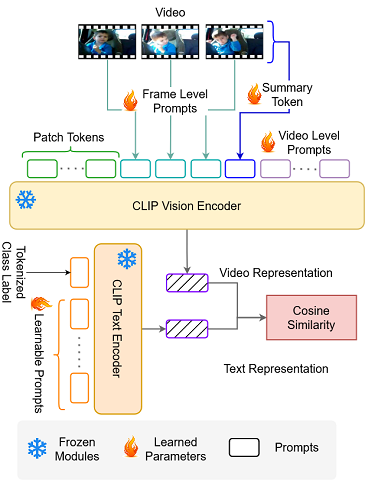 Video
Frame Level
Prompts
Summary
Token
Patch Tokens
Video Level
Prompts
CLIP Vision Encoder
Tokenized
Class Label
Learnable Prompts
CLIP Text Encoder
Video Representation
Cosine
Similarity
Text Representation
Frozen
Modules
Learned
Parameters
Prompts